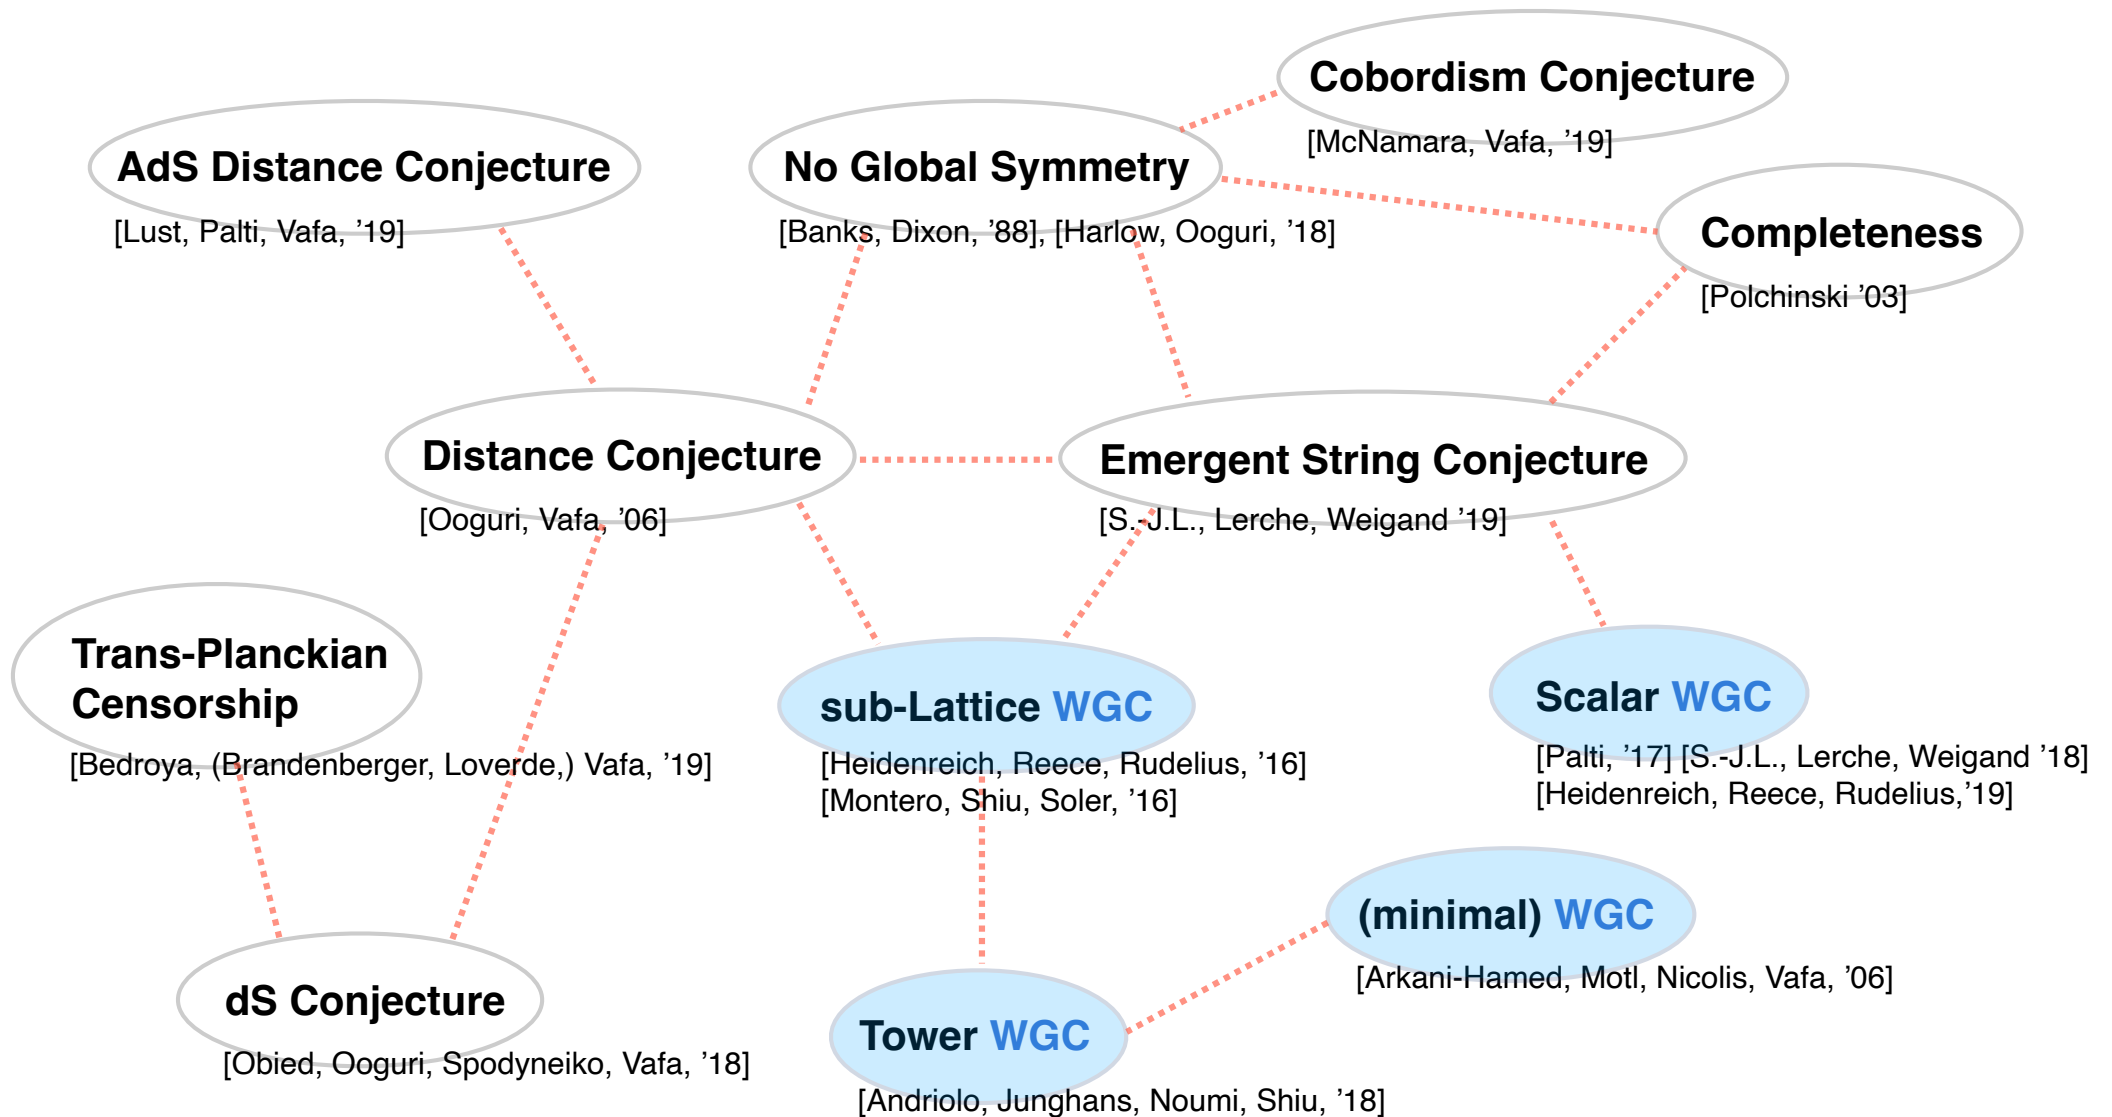 Cobordism Conjecture
[McNamara, Vafa, ’19]
AdS Distance Conjecture
[Lust, Palti, Vafa, ’19]
No Global Symmetry
[Banks, Dixon, ’88], [Harlow, Ooguri, ’18]
Completeness
[Polchinski ’03]
Distance Conjecture
[Ooguri, Vafa, ’06]
Emergent String Conjecture
[S.-J.L., Lerche, Weigand ’19]
Trans-Planckian
Censorship
[Bedroya, (Brandenberger, Loverde,) Vafa, ’19]
sub-Lattice WGC
[Heidenreich, Reece, Rudelius, ’16]
[Montero, Shiu, Soler, ’16]
Scalar WGC
[Palti, ’17] [S.-J.L., Lerche, Weigand ’18]
[Heidenreich, Reece, Rudelius,’19]
(minimal) WGC
[Arkani-Hamed, Motl, Nicolis, Vafa, ’06]
dS Conjecture
[Obied, Ooguri, Spodyneiko, Vafa, ’18]
Tower WGC
[Andriolo, Junghans, Noumi, Shiu, ’18]